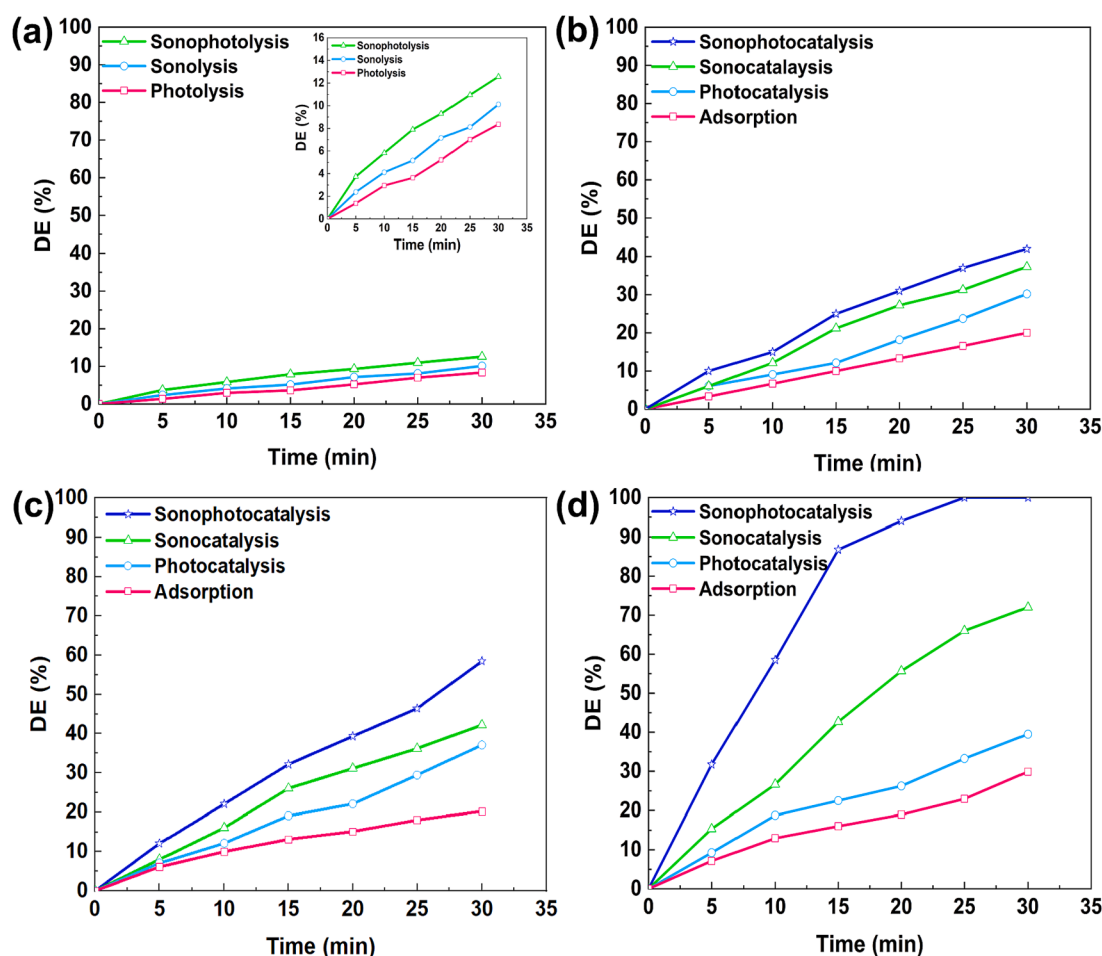 (a)
100
90
80
70
60
50
40
30
20
10
0
DE (%)
Sonophotolysis
Sonolysis
Photolysis
16
14
12
10
8
6
4
2
0
DE (%)
Sonophotolysis
Sonolysis
Photolysis
0 5 10 15 20 25 30 35
Time (min)
0 5 10 15 20 25 30 35
Time (min)
(b)
100
90
80
70
60
50
40
30
20
10
0
DE (%)
Sonophotocatalysis
Sonocatalaysis
Photocatalysis
Adsorption
0 5 10 15 20 25 30 35
Time (min)
(c)
100
90
80
70
60
50
40
30
20
10
0
DE (%)
Sonophotocatalysis
Sonocatalysis
Photocatalysis
Adsorption
0 5 10 15 20 25 30 35
Time (min)
(d)
100
90
80
70
60
50
40
30
20
10
0
DE (%)
Sonophotocatalysis
Sonocatalysis
Photocatalysis
Adsorption
0 5 10 15 20 25 30 35
Time (min)